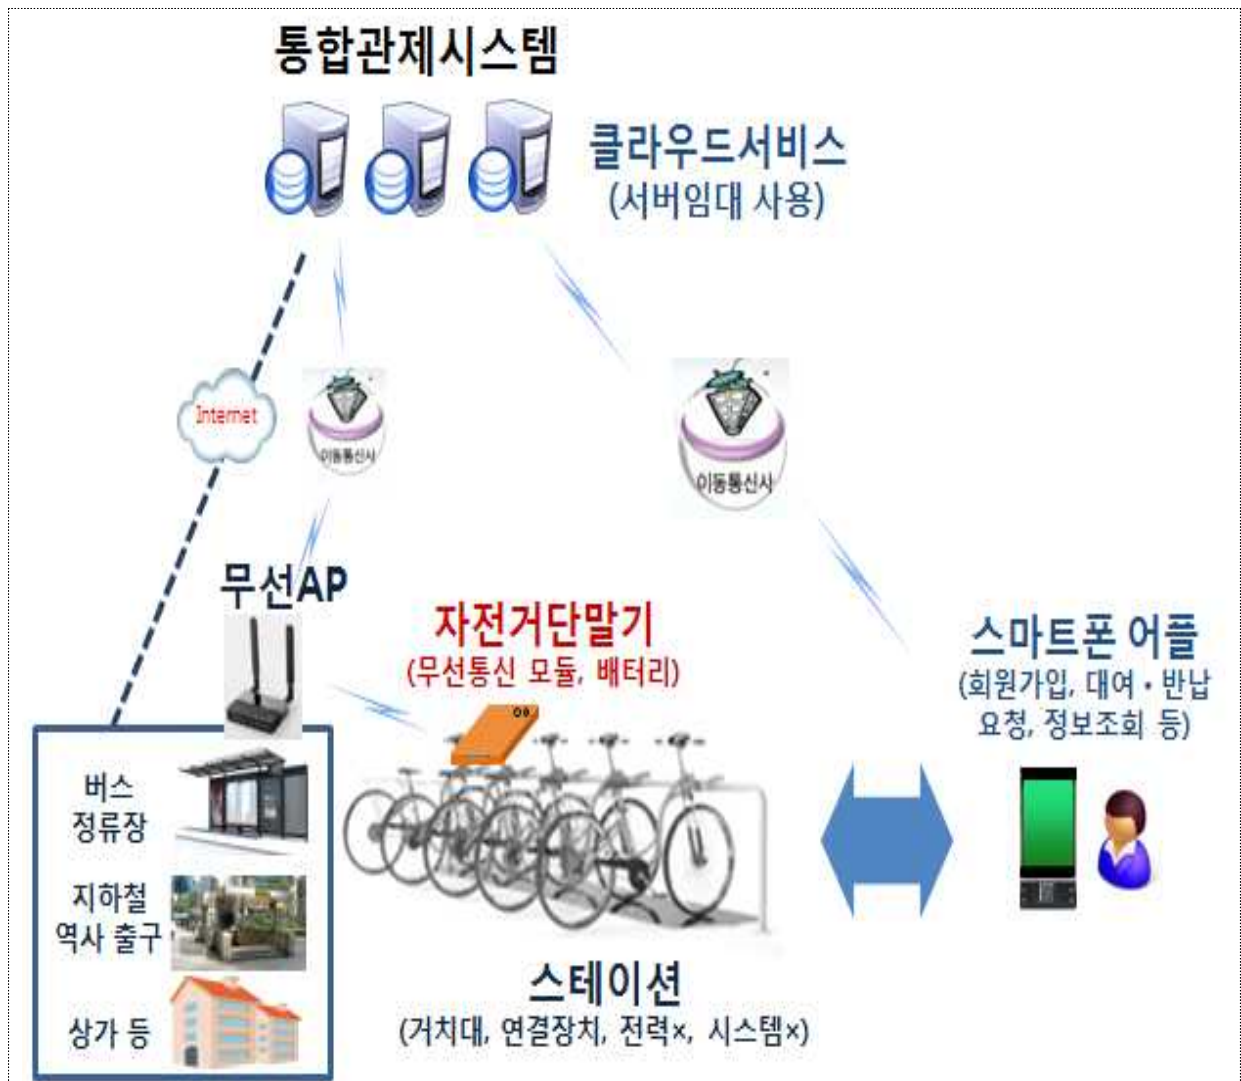 통합관제시스템
클라우드서비스
(서버임대 사용)
Internet
이동통신사
이동통신사
무선AP
자전거단말기
(무선통신 모듈, 배터리)
스마트폰 어플
(회원가입, 대여・반납
요청, 정보조회 등)
버스
정류장
지하철
역사 출구
상가 등
스테이션
(거치대, 연결장치, 전력×, 시스템×)